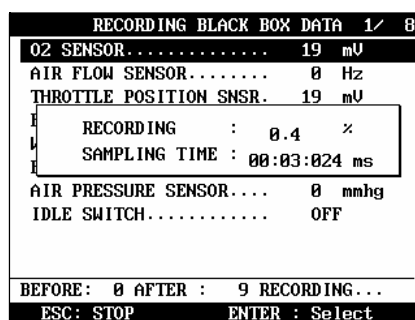 RECORDING BLACK BOX DATA 1/ 8
O2 SENSOR.............. 19 mV
AIR FLOW SENSOR........ 0 Hz
THROTTLE POSITION SNSR. 19 mV
RECORDING : 0.4 %
SAMPLING TIME : 00:03:024 ms
AIR PRESSURE SENSOR.... 0 mmhg
IDLE SWITCH............ OFF
BEFORE: 0 AFTER : 9 RECORDING...
ESC: STOP ENTER : Select